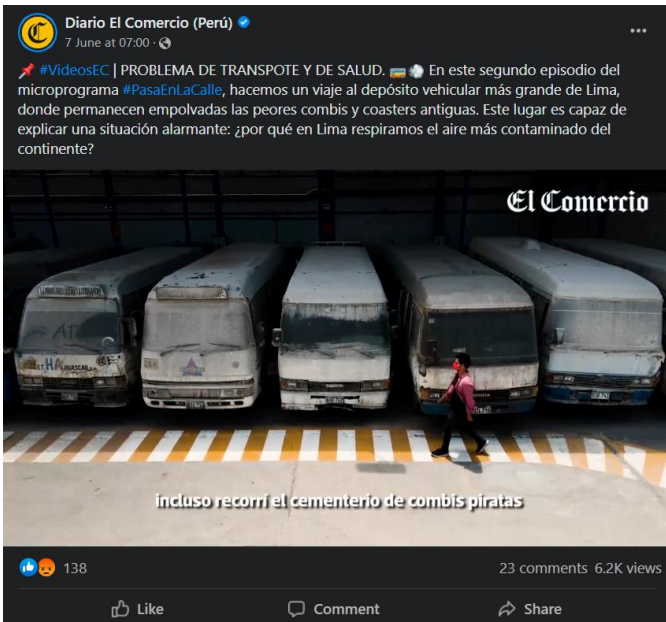 Diario El Comercio (Perú)
7 June at 07:00 ·
#VideosEC | PROBLEMA DE TRANSPOTE Y DE SALUD. En este segundo episodio del
microprograma #PasaEnLaCalle, hacemos un viaje al depósito vehicular más grande de Lima,
donde permanecen empolvadas las peores combis y coasters antiguas. Este lugar es capaz de
explicar una situación alarmante: ¿por qué en Lima respiramos el aire más contaminado del
continente?
El Comercio
incluso recorrí el cementerio de combis piratas
138
23 comments 6.2K views
Like
Comment
Share